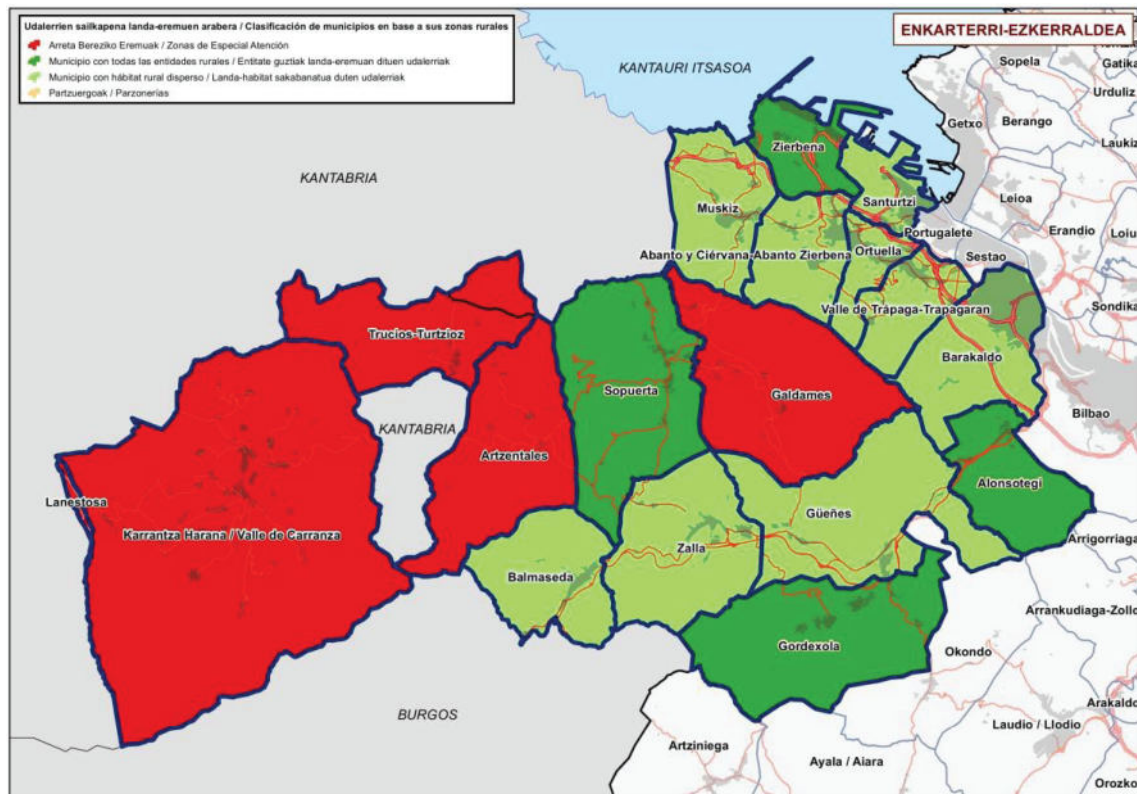 Udalerrien sailkapena landa-eremuen arabera / Clasificación de municipios en base a sus zonas rurales
Arreta Bereziko Eremuak / Zonas de Especial Atención
Municipio con todas las entidades rurales / Entitate guztiak landa-eremuan dituen udalerriak
Municipio con hábitat rural disperso / Landa-habitat sakabanatua duten udalerriak
Partzuergoak / Parzonerías
ENKARTERRI-EZKERRALDEA
KANTAURI ITSASOA
Sopela
Gatika
Urduliz
Getxo
Berango
Laukiz
Zierbena
KANTABRIA
Santurtzi
Leioa
Muskiz
Portugalete
Erandio
Loiu
Abanto y Ciérvana-Abanto Zierbena
Ortuella
Sestao
Valle de Trápaga-Trapagaran
Sondika
Trucios-Turtzioz
Barakaldo
Sopuerta
Galdames
Bilbao
KANTABRIA
Artzentales
Alonsotegi
Lanestosa
Güeñes
Karrantza Harana / Valle de Carranza
Arrigorriaga
Zalla
Balmaseda
Arrankudiaga-Zollo
Gordexola
Okondo
Arakaldo
BURGOS
Laudio / Llodio
Artziniega
Ayala / Aiara
Orozko